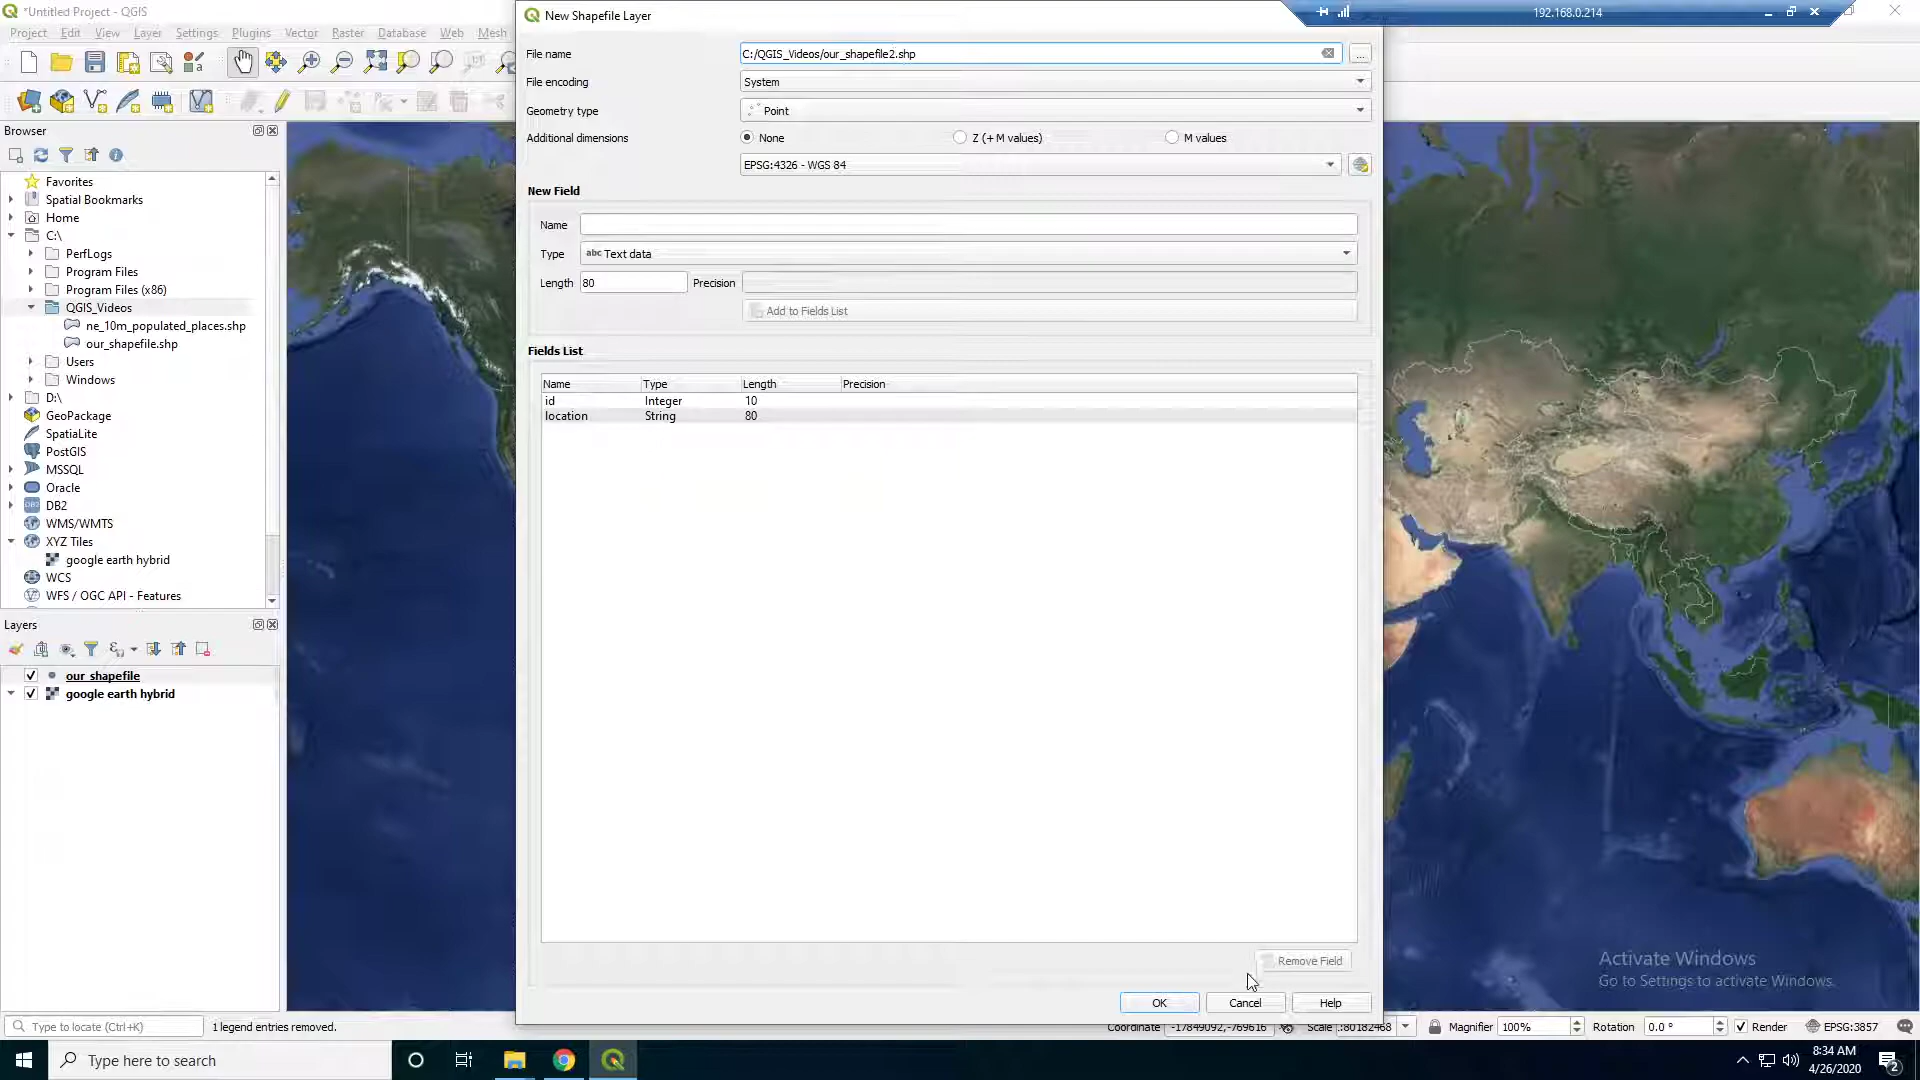 *Untitled Project - QGIS
New Shapefile Layer
192.168.0.214
Project Edit View Layer Settings Plugins Vector Raster Database Web Mesh
File name
C:/QGIS_Videos/our_shapefile2.shp
...
File encoding
System
Geometry type
Point
Additional dimensions
None
Z (+ M values)
M values
EPSG:4326 - WGS 84
New Field
Name
Type
abc Text data
Length
80
Precision
Add to Fields List
Fields List
Name Type Length Precision
id Integer 10
location String 80
Remove Field
OK
Cancel
Help
Browser
Favorites
Spatial Bookmarks
Home
C:\
PerfLogs
Program Files
Program Files (x86)
QGIS_Videos
ne_10m_populated_places.shp
our_shapefile.shp
Users
Windows
D:\
GeoPackage
SpatiaLite
PostGIS
MSSQL
Oracle
DB2
WMS/WMTS
XYZ Tiles
google earth hybrid
WCS
WFS / OGC API - Features
Layers
our_shapefile
google earth hybrid
Activate Windows
Go to Settings to activate Windows.
Type to locate (Ctrl+K)
1 legend entries removed.
Coordinate -17849092,-769616
Scale :80182468
Magnifier 100%
Rotation 0.0 °
Render
EPSG:3857
Type here to search
8:34 AM
4/26/2020
2